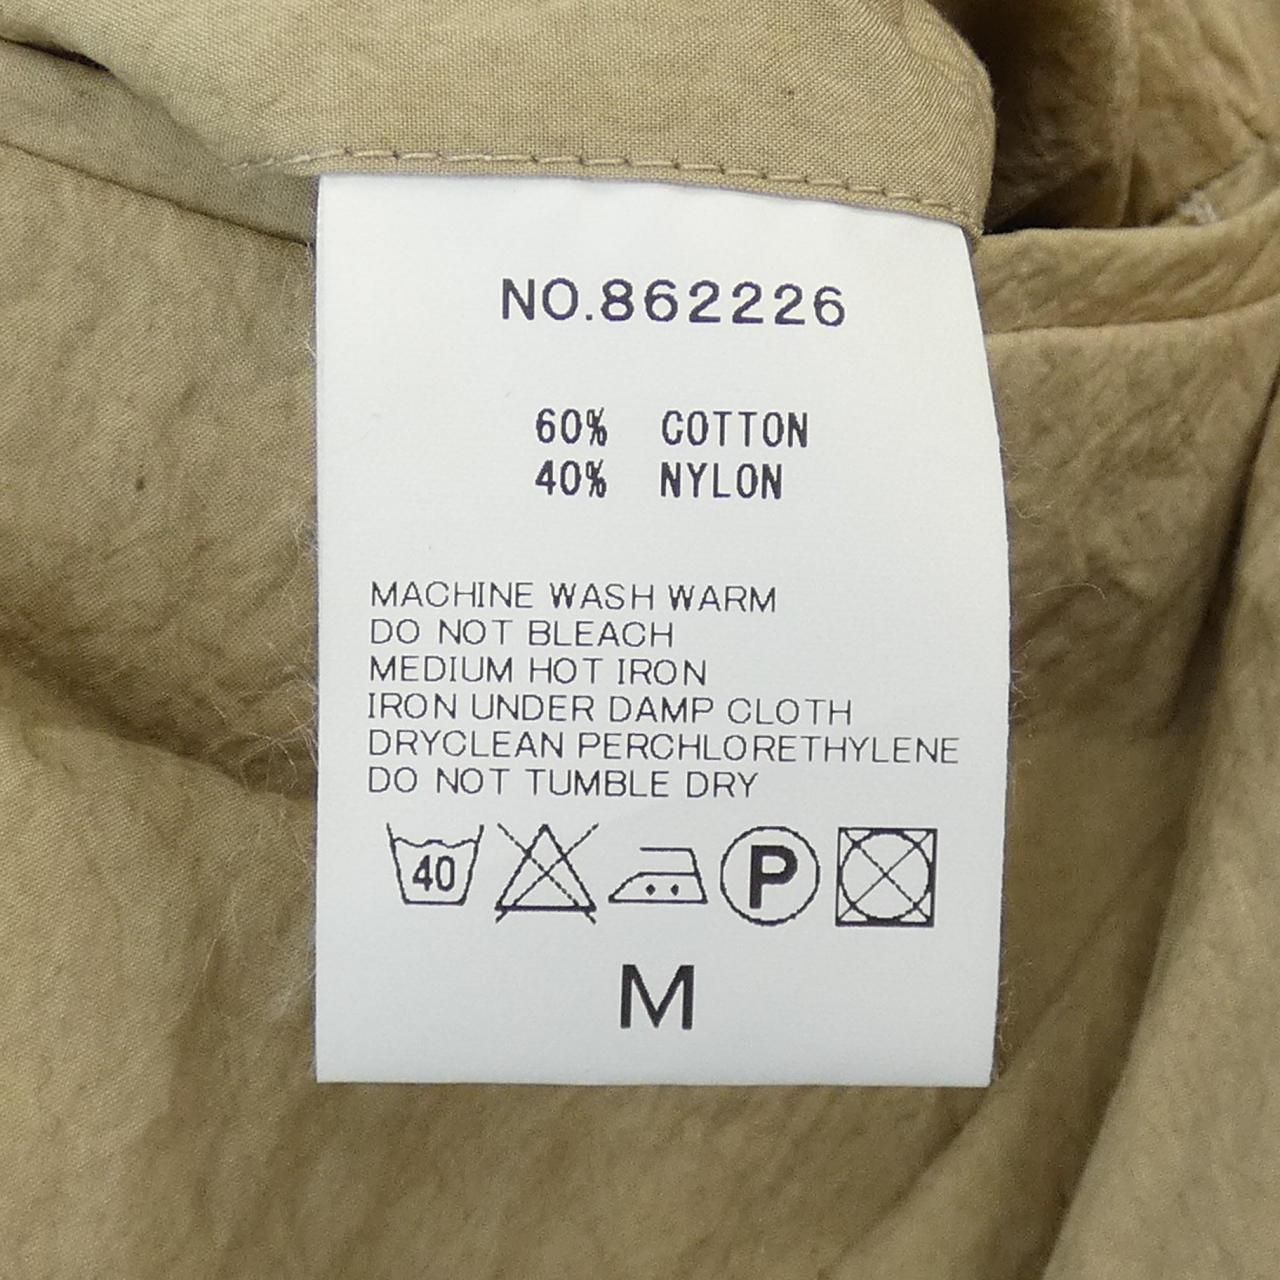 NO.862226
60% COTTON
40% NYLON
MACHINE WASH WARM
DO NOT BLEACH
MEDIUM HOT IRON
IRON UNDER DAMP CLOTH
DRYCLEAN PERCHLORETHYLENE
DO NOT TUMBLE DRY
40 P
M